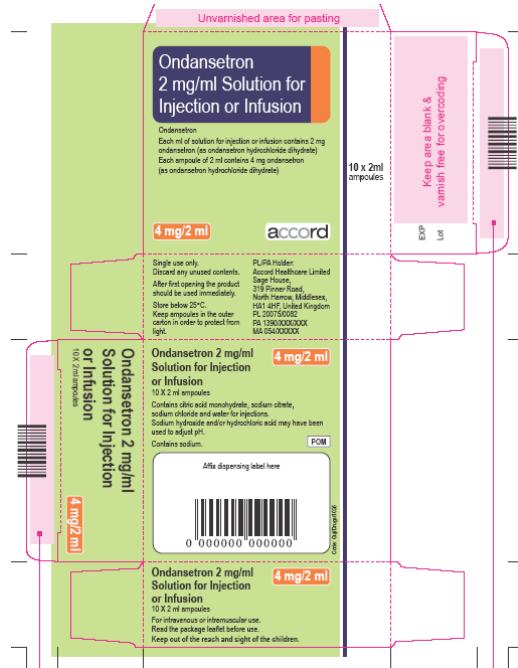 Unvarnished area for pasting
Ondansetron
2 mg/ml Solution for
Injection or Infusion
Ondansetron
Each ml of solution for injection or infusion contains 2 mg
ondansetron (as ondansetron hydrochloride dihydrate)
Each ampoule of 2 ml contains 4 mg ondansetron
(as ondansetron hydrochloride dihydrate)
4 mg/2 ml
accord
10 x 2ml
ampoules
Keep area blank &
varnish free for overcoding
EXP
Lot
Single use only.
Discard any unused contents.
After first opening the product
should be used immediately.
Store below 25°C.
Keep ampoules in the outer
carton in order to protect from
light.
PL/PA Holder:
Accord Healthcare Limited
Sage House,
319 Pinner Road,
North Harrow, Middlesex,
HA1 4HF, United Kingdom
PL 20075/0082
PA 1390/XXX/XXX
MA 054/XXXXX
Ondansetron 2 mg/ml
Solution for Injection
or Infusion
10 X 2 ml ampoules
4 mg/2 ml
Ondansetron 2 mg/ml
Solution for Injection
or Infusion
10 X 2 ml ampoules
4 mg/2 ml
Contains citric acid monohydrate, sodium citrate,
sodium chloride and water for injections.
Sodium hydroxide and/or hydrochloric acid may have been
used to adjust pH.
Contains sodium.
POM
Affix dispensing label here
0 000000 000000
Ondansetron 2 mg/ml
Solution for Injection
or Infusion
10 X 2 ml ampoules
4 mg/2 ml
For intravenous or intramuscular use.
Read the package leaflet before use.
Keep out of the reach and sight of the children.